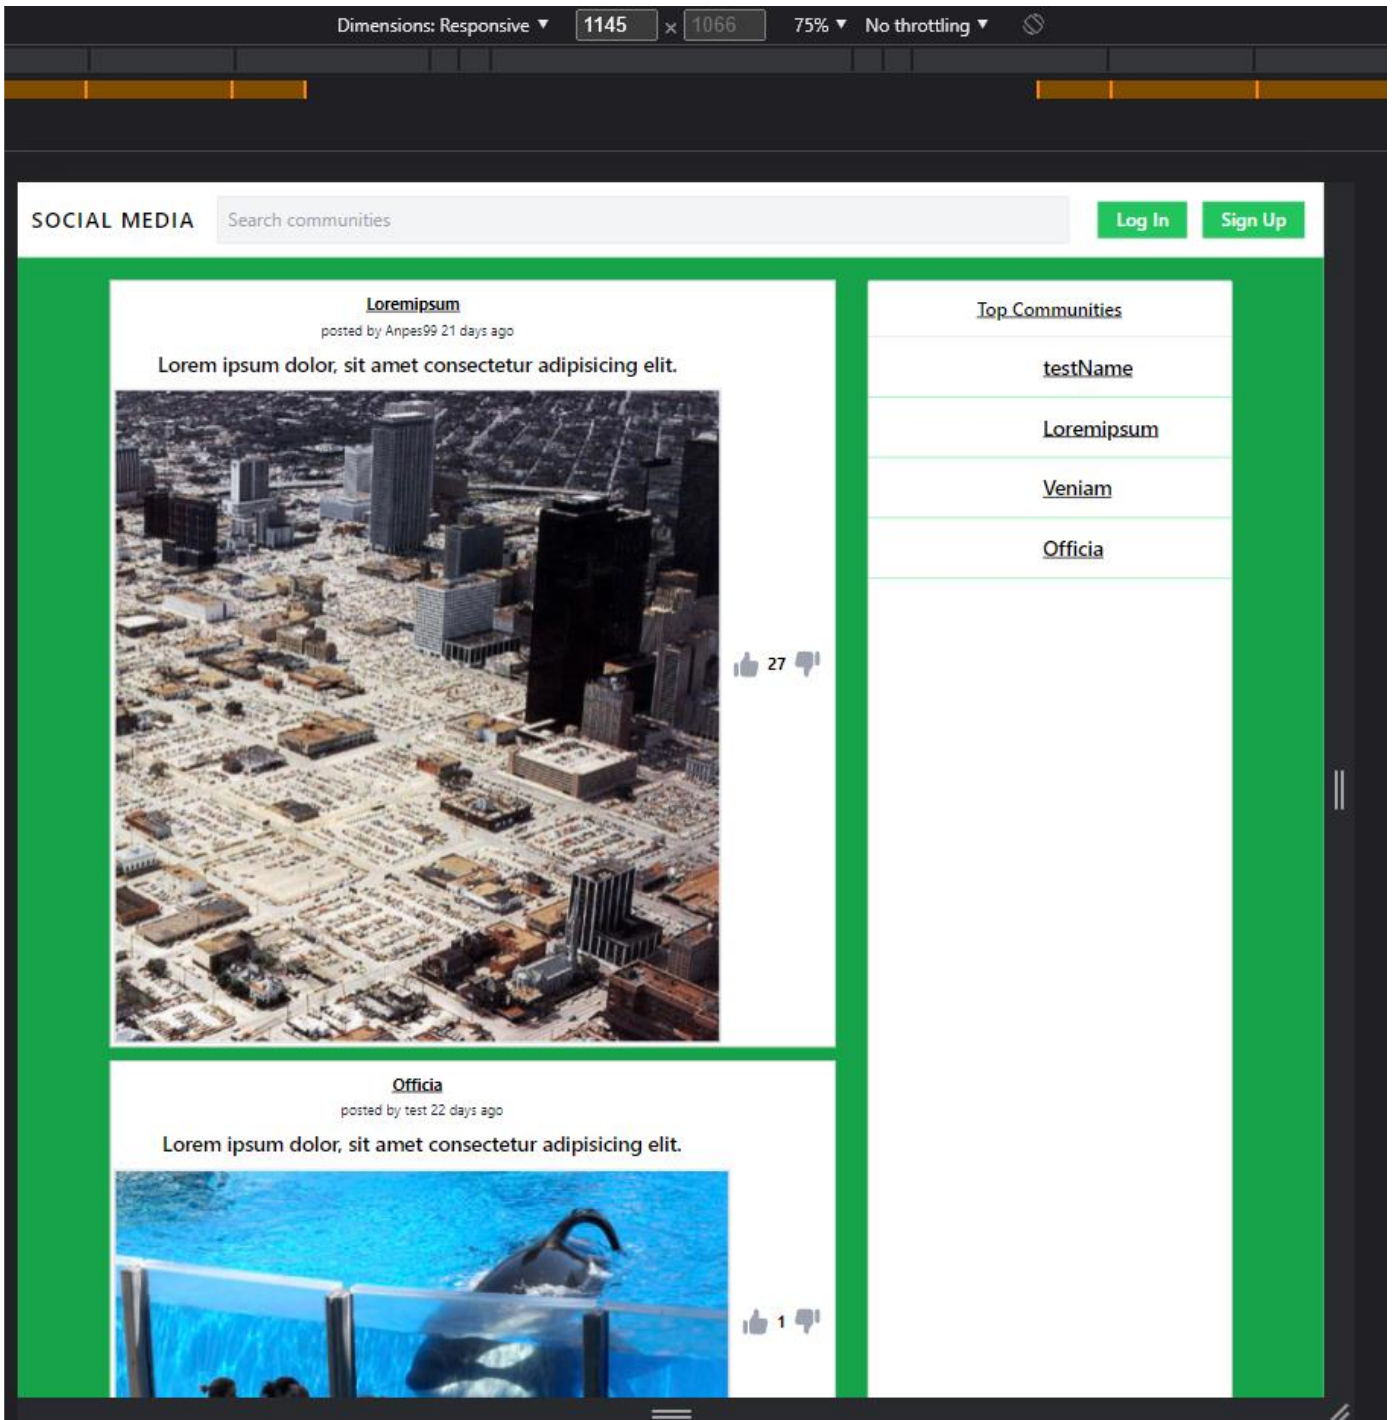 Dimensions: Responsive ▼ 1145 × 1066 75% ▼ No throttling ▼
SOCIAL MEDIA Search communities Log In Sign Up
Loremipsum
posted by Anpes99 21 days ago
Lorem ipsum dolor, sit amet consectetur adipisicing elit.
27
Officia
posted by test 22 days ago
Lorem ipsum dolor, sit amet consectetur adipisicing elit.
1
Top Communities
testName
Loremipsum
Veniam
Officia